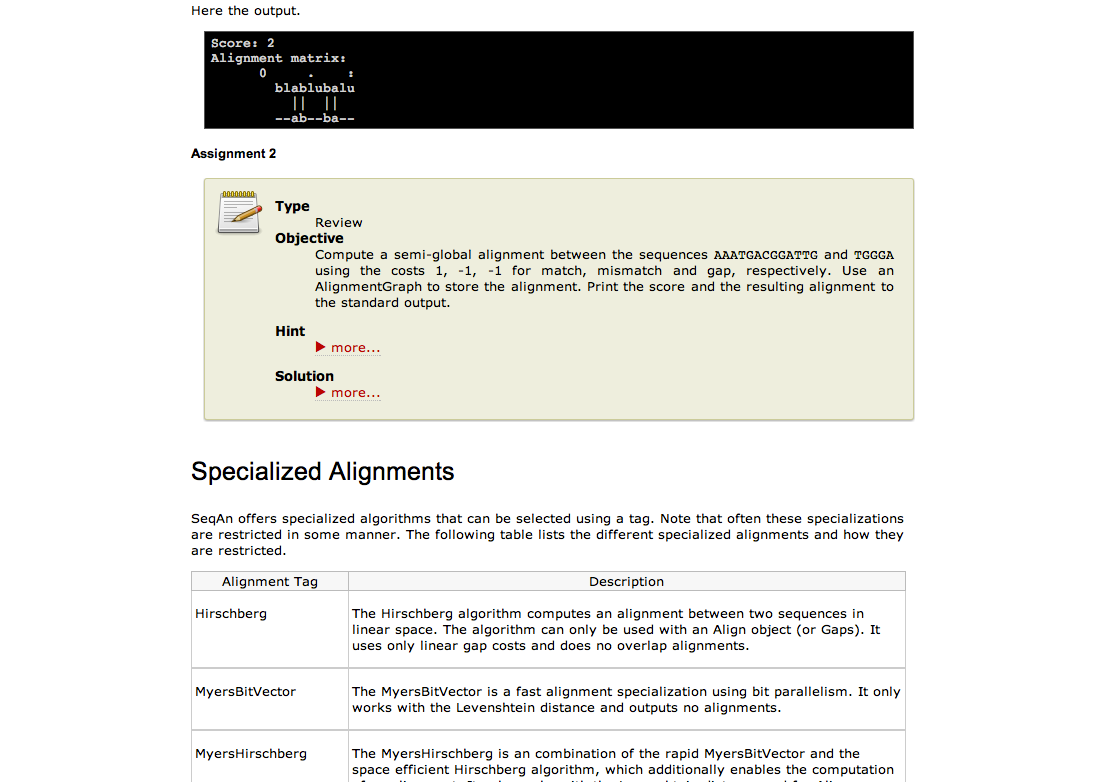 Here the output.
Score: 2
Alignment matrix:
      0     .    :
        blablubalu
          ||  ||
        --ab--ba--
Assignment 2
Type
Review
Objective
Compute a semi-global alignment between the sequences AAATGACGGATTG and TGGGA
using the costs 1, -1, -1 for match, mismatch and gap, respectively. Use an
AlignmentGraph to store the alignment. Print the score and the resulting alignment to
the standard output.
Hint
more...
Solution
more...
Specialized Alignments
SeqAn offers specialized algorithms that can be selected using a tag. Note that often these specializations
are restricted in some manner. The following table lists the different specialized alignments and how they
are restricted.
Alignment Tag Description
Hirschberg
The Hirschberg algorithm computes an alignment between two sequences in
linear space. The algorithm can only be used with an Align object (or Gaps). It
uses only linear gap costs and does no overlap alignments.
MyersBitVector
The MyersBitVector is a fast alignment specialization using bit parallelism. It only
works with the Levenshtein distance and outputs no alignments.
MyersHirschberg
The MyersHirschberg is an combination of the rapid MyersBitVector and the
space efficient Hirschberg algorithm, which additionally enables the computation